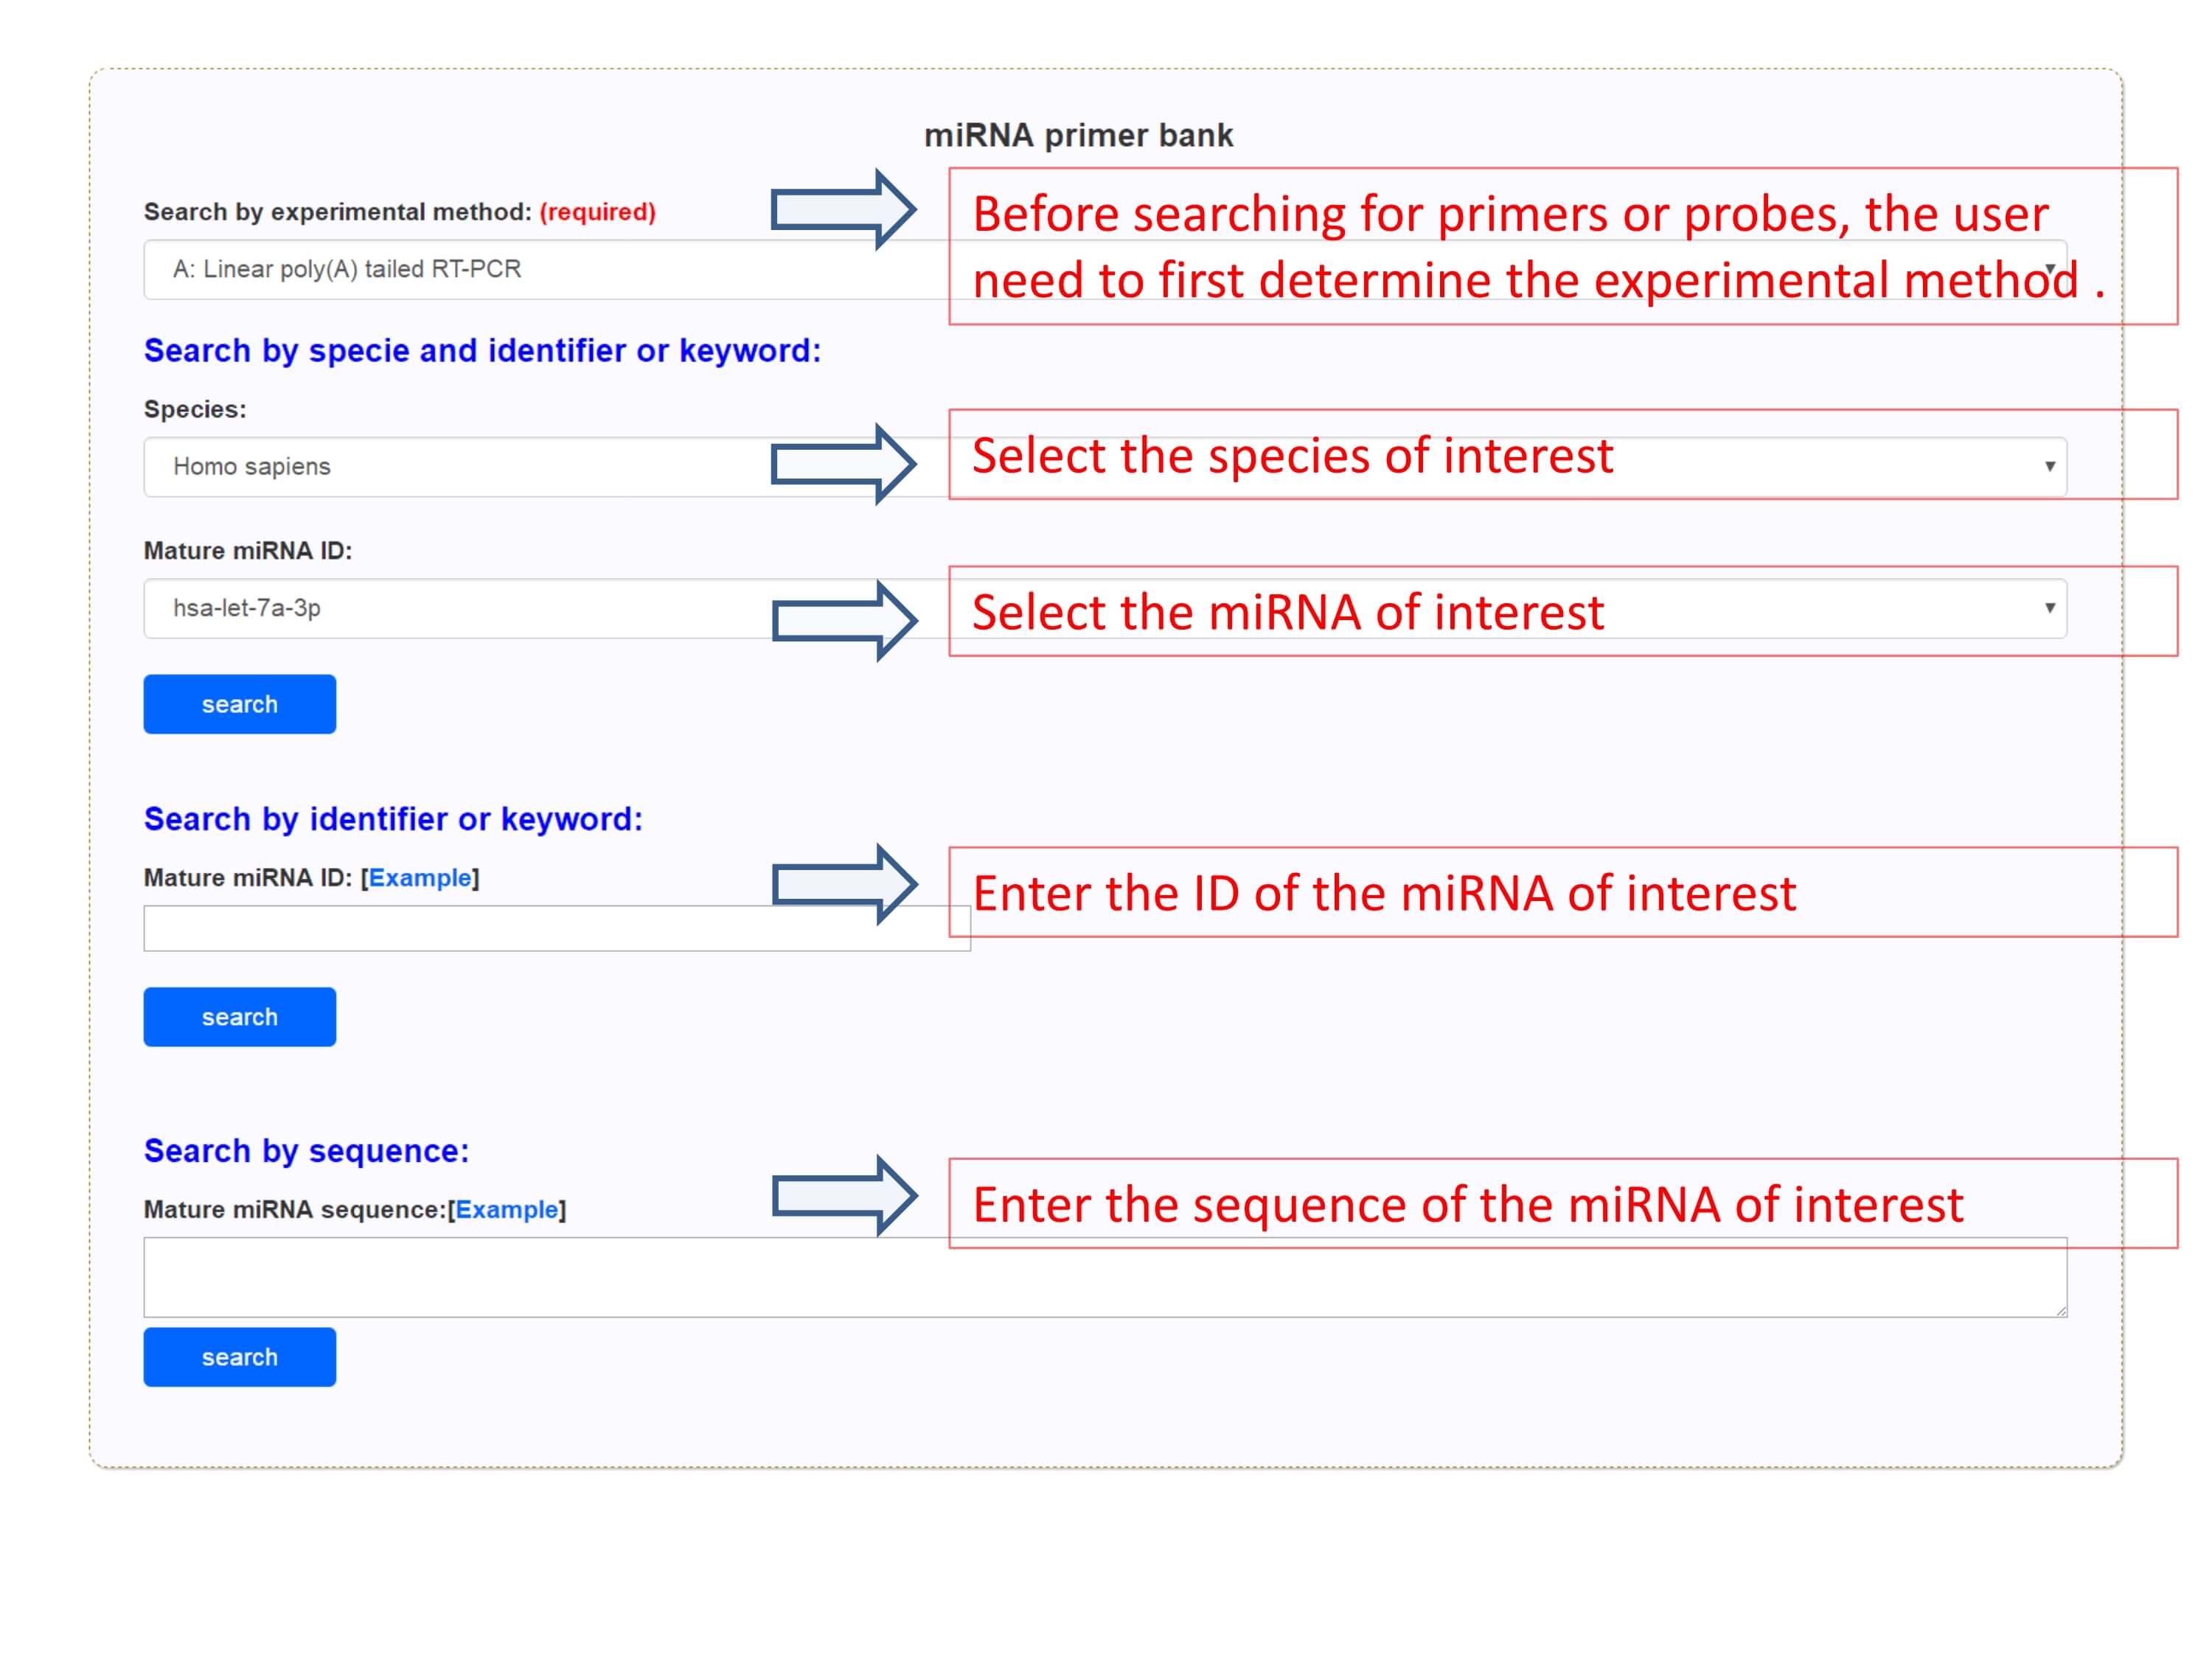 miRNA primer bank
Search by experimental method: (required)
Before searching for primers or probes, the user
need to first determine the experimental method .
A: Linear poly(A) tailed RT-PCR
Search by specie and identifier or keyword:
Species:
Homo sapiens
Select the species of interest
Mature miRNA ID:
hsa-let-7a-3p
Select the miRNA of interest
search
Search by identifier or keyword:
Mature miRNA ID: [Example]
Enter the ID of the miRNA of interest
search
Search by sequence:
Mature miRNA sequence:[Example]
Enter the sequence of the miRNA of interest
search